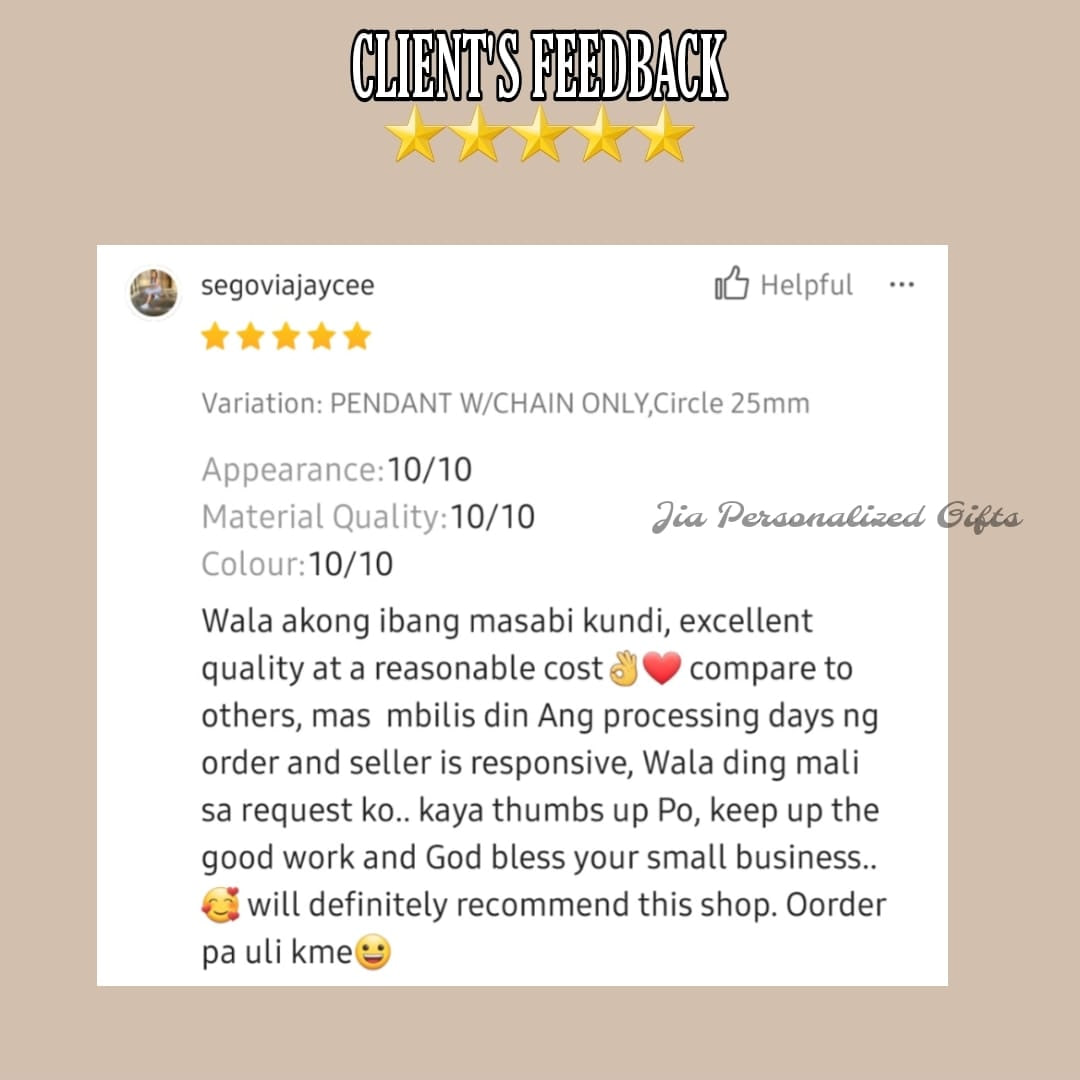 CLIENT'S FEEDBACK
segoviajaycee
Helpful
Variation: PENDANT W/CHAIN ONLY,Circle 25mm
Appearance:10/10
Material Quality:10/10
Jia Personalized Gifts
Colour:10/10
Wala akong ibang masabi kundi, excellent
quality at a reasonable cost👌❤️ compare to
others, mas  mbilis din Ang processing days ng
order and seller is responsive, Wala ding mali
sa request ko.. kaya thumbs up Po, keep up the
good work and God bless your small business..
🥰 will definitely recommend this shop. Oorder
pa uli kme😀